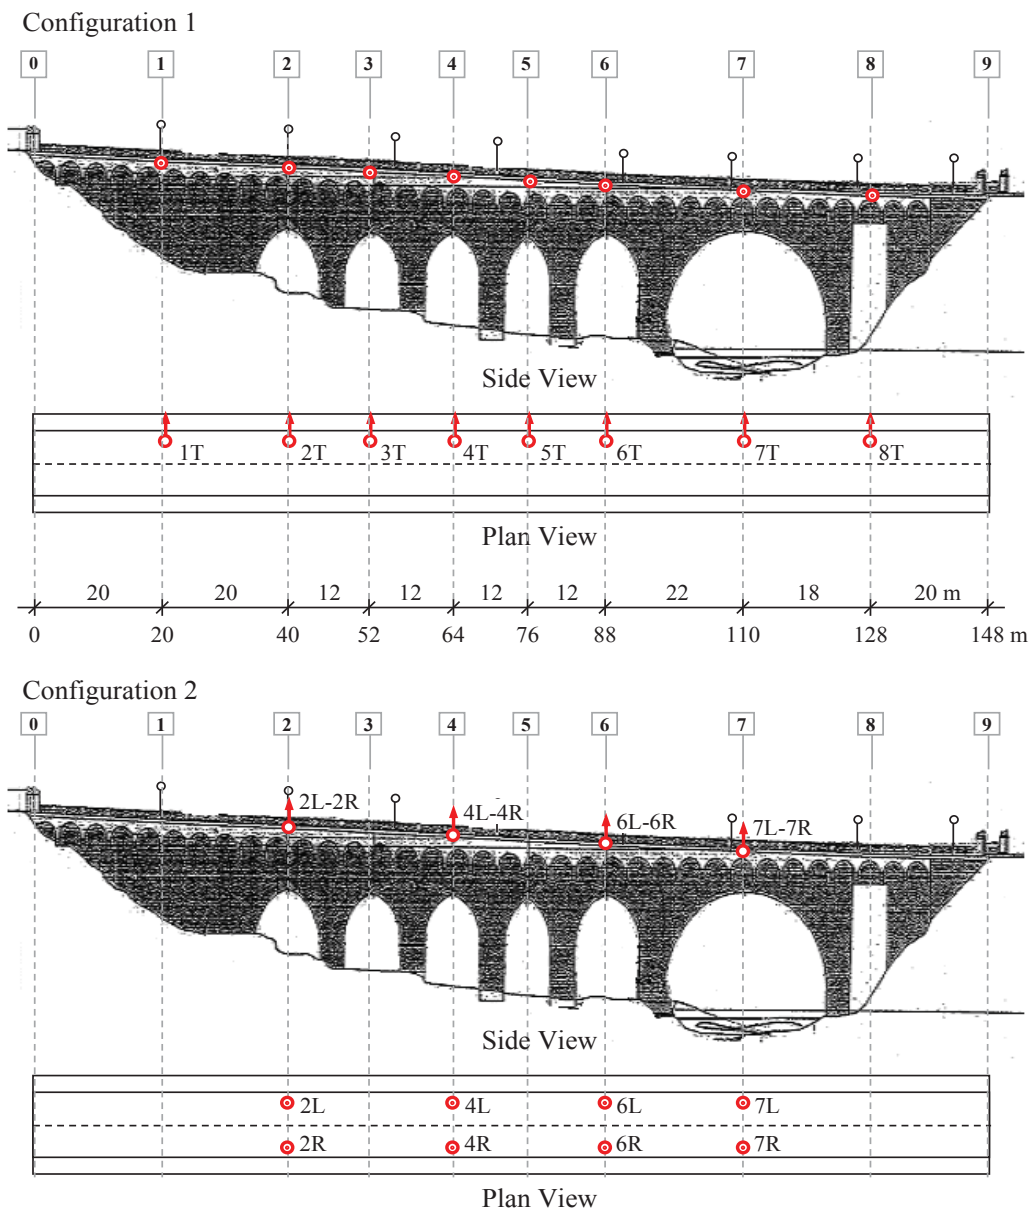 Configuration 1
0 1 2 3 4 5 6 7 8 9
Side View
1T 2T 3T 4T 5T 6T 7T 8T
Plan View
20 20 12 12 12 12 22 18 20 m
0 20 40 52 64 76 88 110 128 148 m
Configuration 2
0 1 2 3 4 5 6 7 8 9
2L-2R 4L-4R 6L-6R 7L-7R
Side View
2L 4L 6L 7L
2R 4R 6R 7R
Plan View